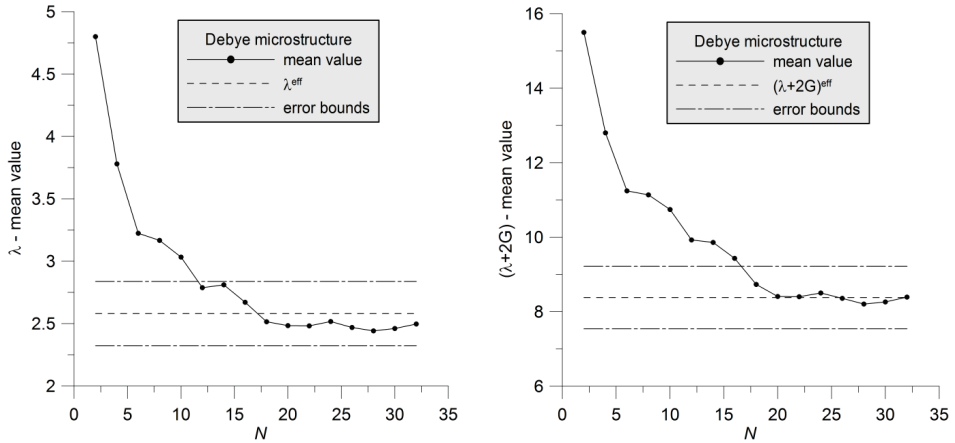 5
4.5
4
3.5
3
2.5
2
0
5
10
15
20
25
30
35
N
λ - mean value
Debye microstructure
mean value
λeff
error bounds
16
14
12
10
8
6
0
5
10
15
20
25
30
35
N
(λ+2G) - mean value
Debye microstructure
mean value
(λ+2G)eff
error bounds